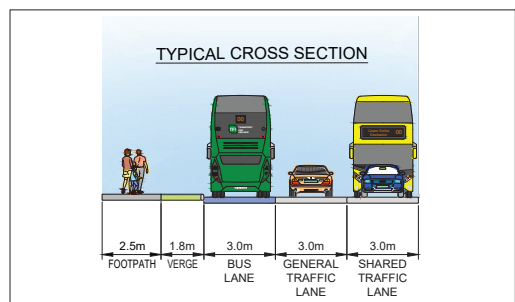 TYPICAL CROSS SECTION
2.5m
1.8m
3.0m
3.0m
3.0m
FOOTPATH
VERGE
BUS
LANE
GENERAL
TRAFFIC
LANE
SHARED
TRAFFIC
LANE